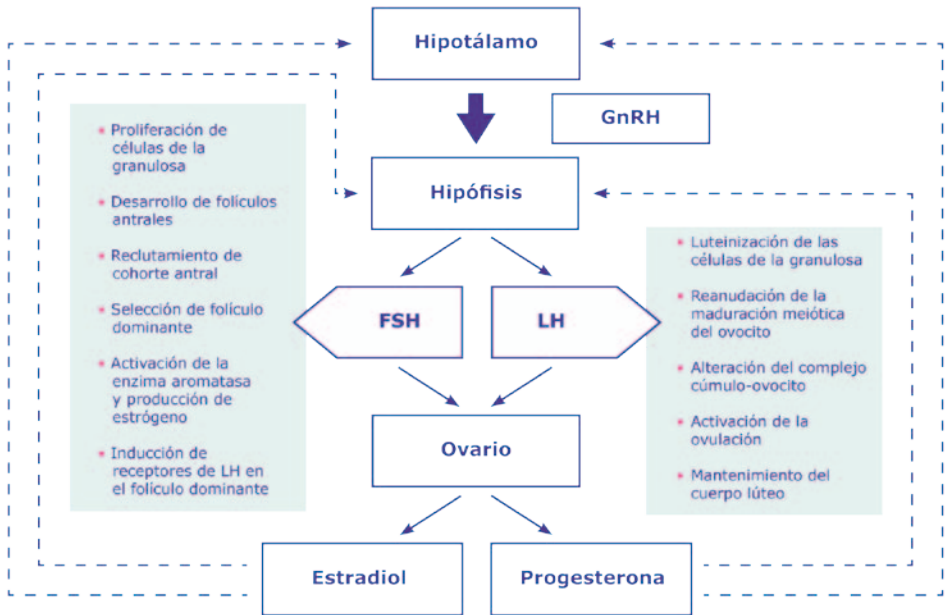 Hipotálamo
GnRH
Hipófisis
• Proliferación de
células de la
granulosa
• Desarrollo de folículos
antrales
• Reclutamiento de
cohorte antral
• Selección de folículo
dominante
• Activación de la
enzima aromatasa
y producción de
estrógeno
• Inducción de
receptores de LH en
el folículo dominante
FSH
LH
• Luteinización de las
células de la granulosa
• Reanudación de la
maduración meiótica
del ovocito
• Alteración del complejo
cúmulo-ovocito
• Activación de la
ovulación
• Mantenimiento del
cuerpo lúteo
Ovario
Estradiol
Progesterona